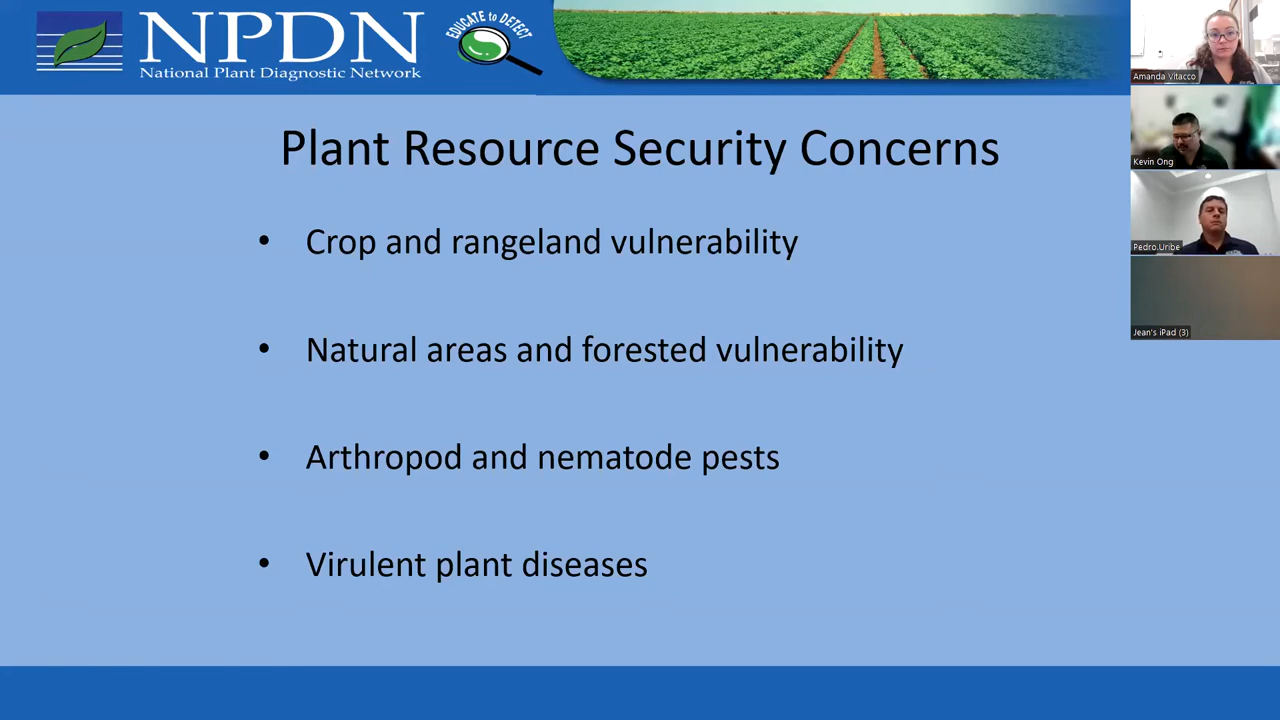 NPDN
National Plant Diagnostic Network
EDUCATE to DETECT
Plant Resource Security Concerns
• Crop and rangeland vulnerability
• Natural areas and forested vulnerability
• Arthropod and nematode pests
• Virulent plant diseases
Amanda Vitacco
Kevin Ong
Pedro.Uribe
Jean's iPad (3)